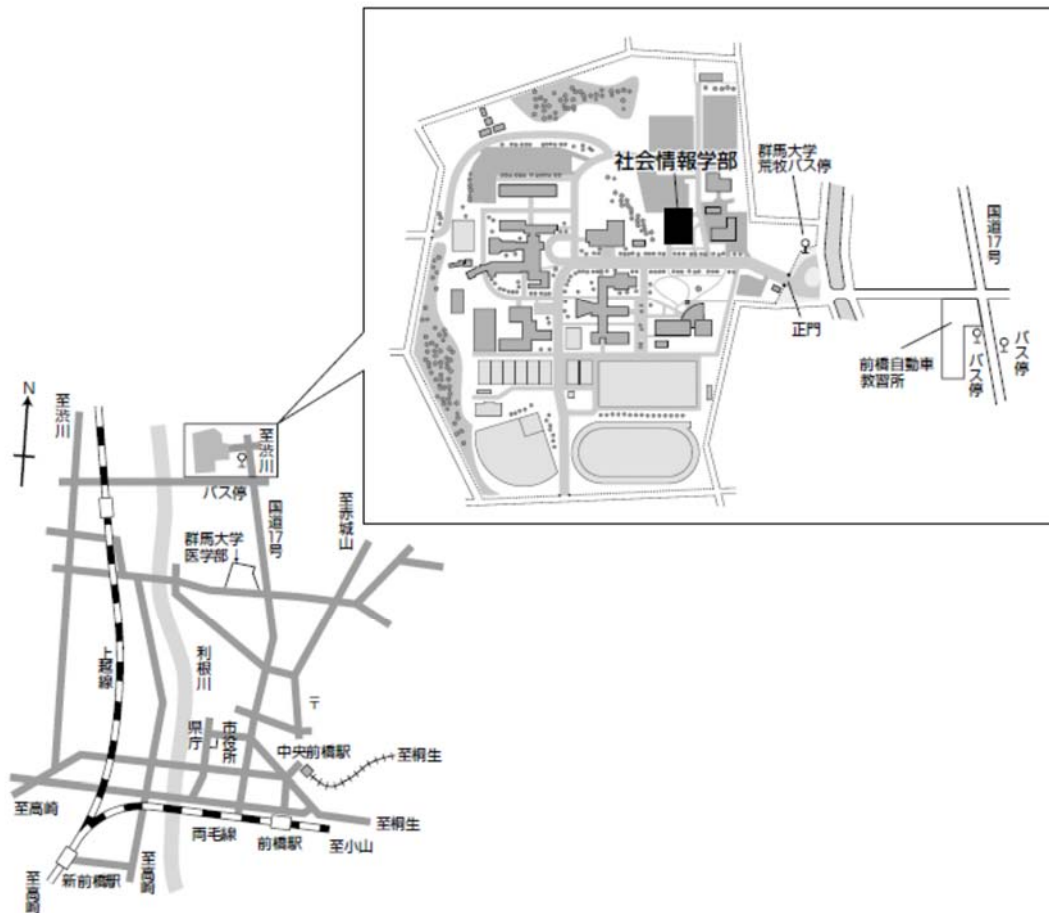 社会情報学部
群馬大学
荒牧バス停
国道17号
正門
前橋自動車
教習所
バス停
バス停
N
至渋川
至渋川
バス停
国道17号
至赤城山
群馬大学
医学部
上越線
利根川
県庁
市役所
〒
中央前橋駅
至桐生
至高崎
両毛線
前橋駅
至小山
至桐生
新前橋駅
至高崎
至高崎